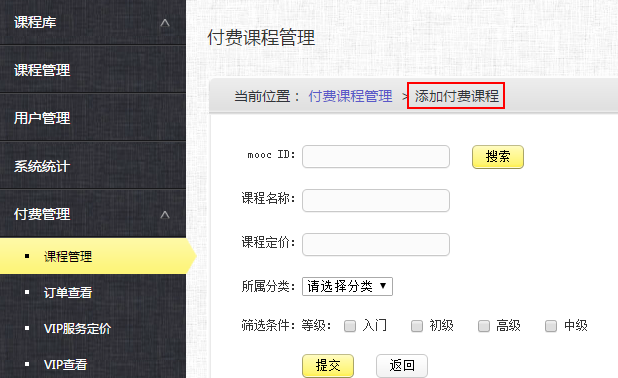 课程库
课程管理
用户管理
系统统计
付费管理
课程管理
订单查看
VIP服务定价
VIP查看
付费课程管理
当前位置： 付费课程管理 > 添加付费课程
mooc ID: 搜索
课程名称:
课程定价:
所属分类: 请选择分类
筛选条件: 等级: 入门 初级 高级 中级
提交 返回